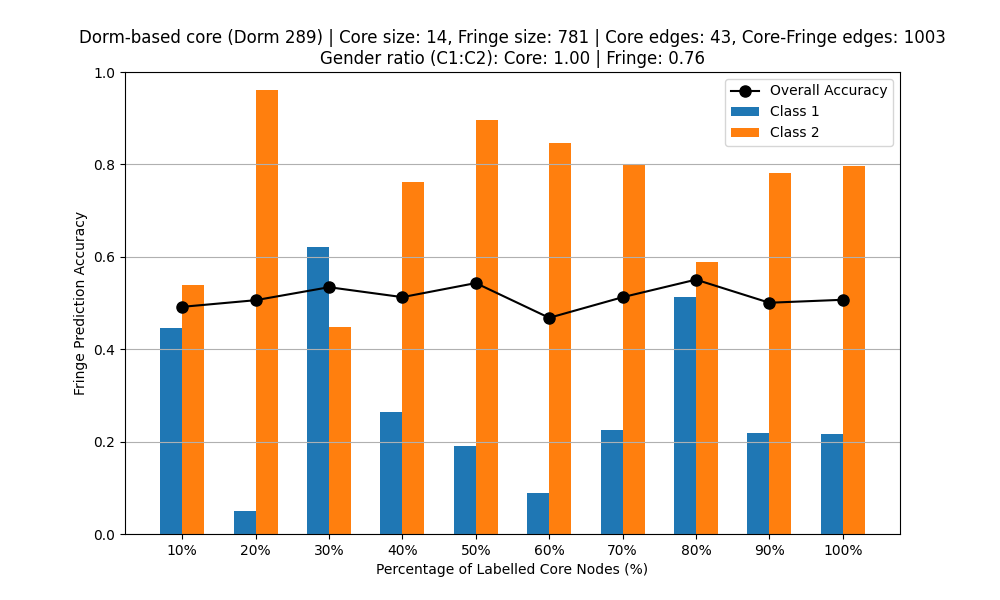 Dorm-based core (Dorm 289) | Core size: 14, Fringe size: 781 | Core edges: 43, Core-Fringe edges: 1003
Gender ratio (C1:C2): Core: 1.00 | Fringe: 0.76
Overall Accuracy
Class 1
Class 2
Fringe Prediction Accuracy
1.0
0.8
0.6
0.4
0.2
0.0
10% 20% 30% 40% 50% 60% 70% 80% 90% 100%
Percentage of Labelled Core Nodes (%)